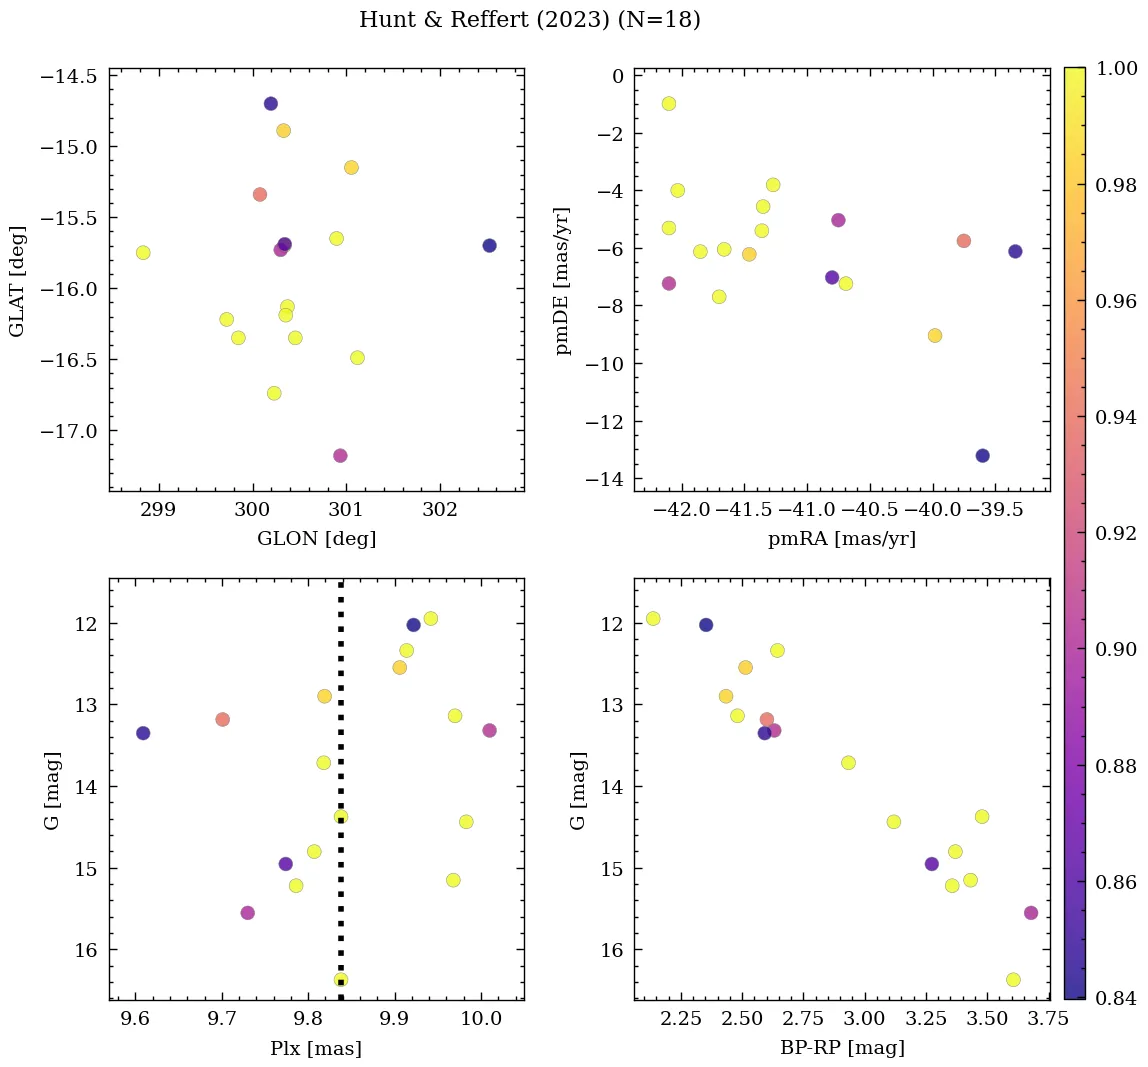 Hunt & Reffert (2023) (N=18)
−14.5
−15.0
−15.5
−16.0
−16.5
−17.0
GLAT [deg]
299 300 301 302
GLON [deg]
0
−2
−4
−6
−8
−10
−12
−14
pmDE [mas/yr]
−42.0 −41.5 −41.0 −40.5 −40.0 −39.5
pmRA [mas/yr]
12
13
14
15
16
G [mag]
9.6 9.7 9.8 9.9 10.0
Plx [mas]
12
13
14
15
16
G [mag]
2.25 2.50 2.75 3.00 3.25 3.50 3.75
BP-RP [mag]
1.00
0.98
0.96
0.94
0.92
0.90
0.88
0.86
0.84